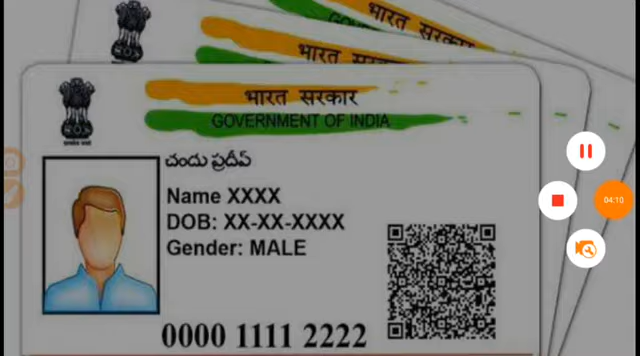 भारत सरकार
भारत सरकार
भारत सरकार
GOVERNMENT OF INDIA
చందు ప్రదీప్
Name XXXX
DOB: XX-XX-XXXX
Gender: MALE
0000 1111 2222
04:10